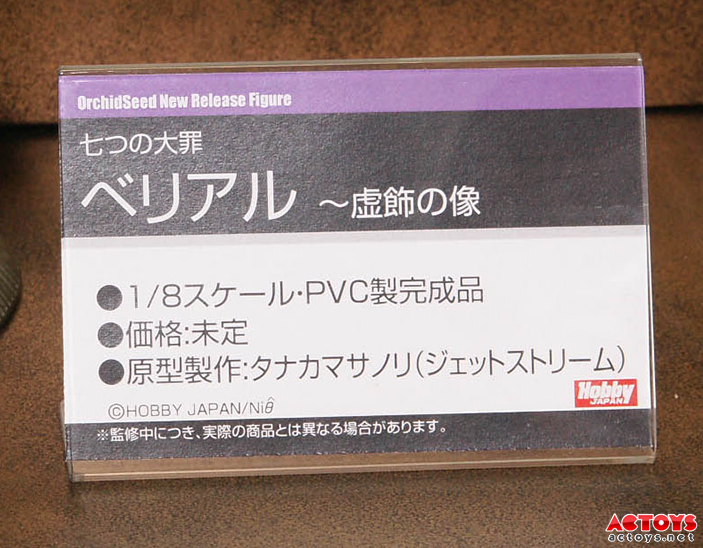 OrchidSeed New Release Figure
七つの大罪
ベリアル ～虚飾の像
●1/8スケール・PVC製完成品
●価格:未定
●原型製作:タナカマサノリ(ジェットストリーム)
©HOBBY JAPAN/Niθ
Hobby
JAPAN
※監修中につき、実際の商品とは異なる場合があります。
ACTOYS
actoys.net